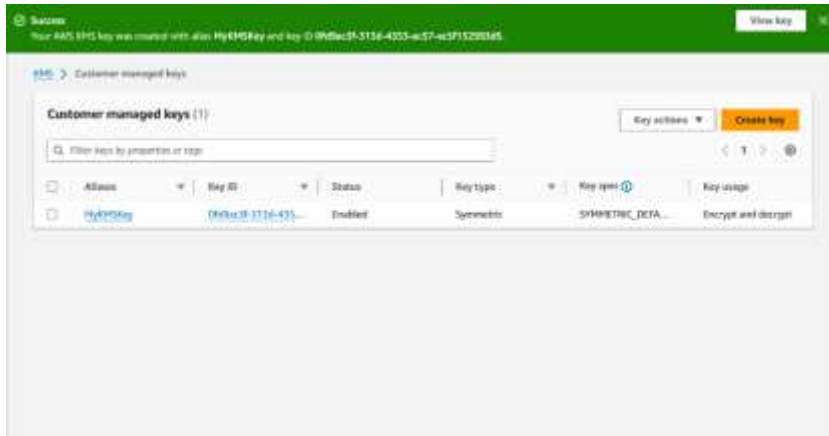 Success
Your AWS KMS key was created with alias MyKMSKey and key ID
View key
KMS > Customer managed keys
Customer managed keys (1)
Key actions
Create key
Filter keys by properties or tags
1
Aliases
Key ID
Status
Key type
Key spec
Key usage
MyKMSKey
Enabled
Symmetric
SYMMETRIC_DEFA...
Encrypt and decrypt